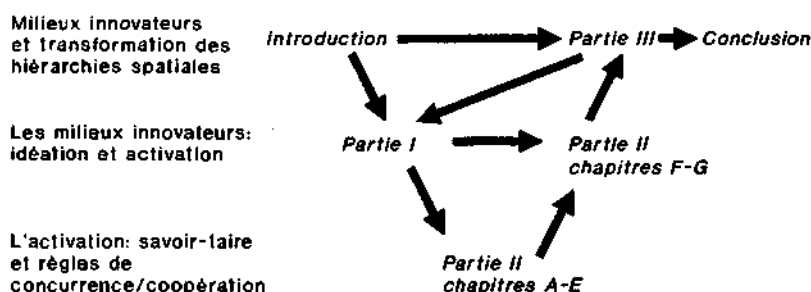 Milieux innovateurs
et transformation des
hiérarchies spatiales
Introduction
Partie III
Conclusion
Les milieux innovateurs:
idéation et activation
Partie I
Partie II
chapitres F-G
L'activation: savoir-faire
et règles de
concurrence/coopération
Partie II
chapitres A-E